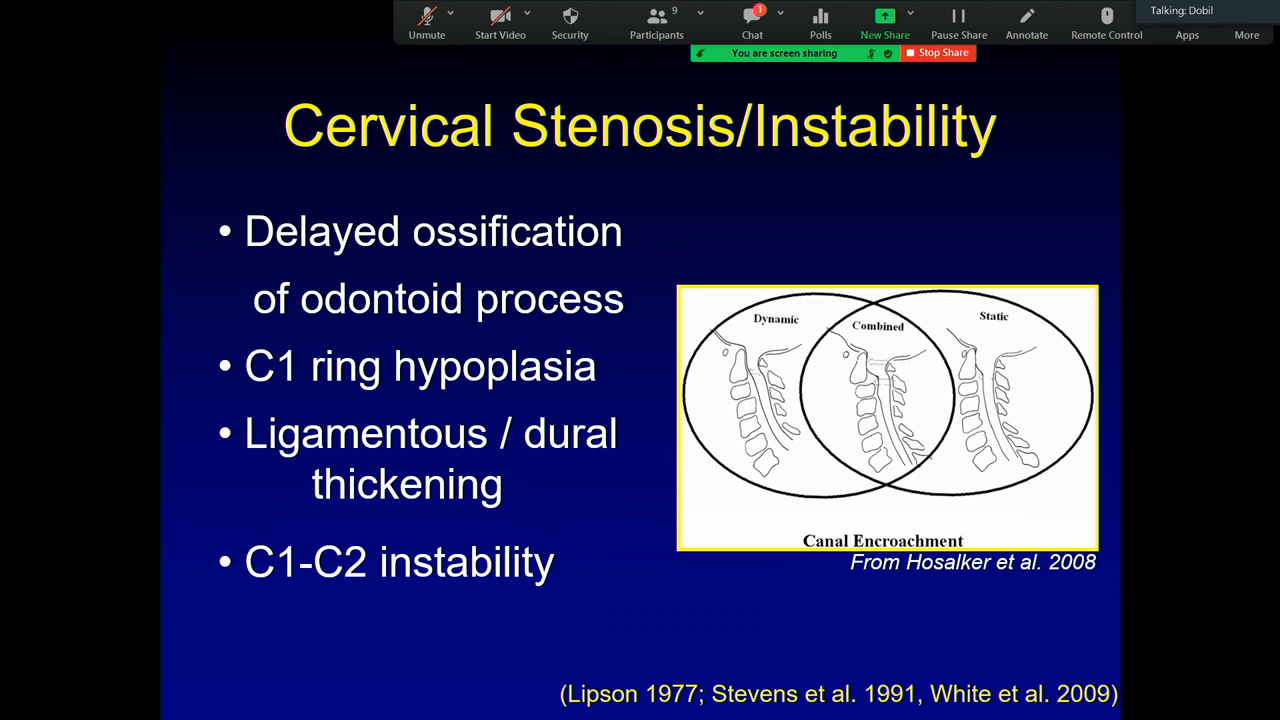 Talking: Dobil
9
1
Unmute
Start Video
Security
Participants
Chat
Polls
New Share
Pause Share
Annotate
Remote Control
Apps
More
You are screen sharing
Stop Share
Cervical Stenosis/Instability
• Delayed ossification
of odontoid process
• C1 ring hypoplasia
• Ligamentous / dural
thickening
• C1-C2 instability
Dynamic
Combined
Static
Canal Encroachment
From Hosalker et al. 2008
(Lipson 1977; Stevens et al. 1991, White et al. 2009)